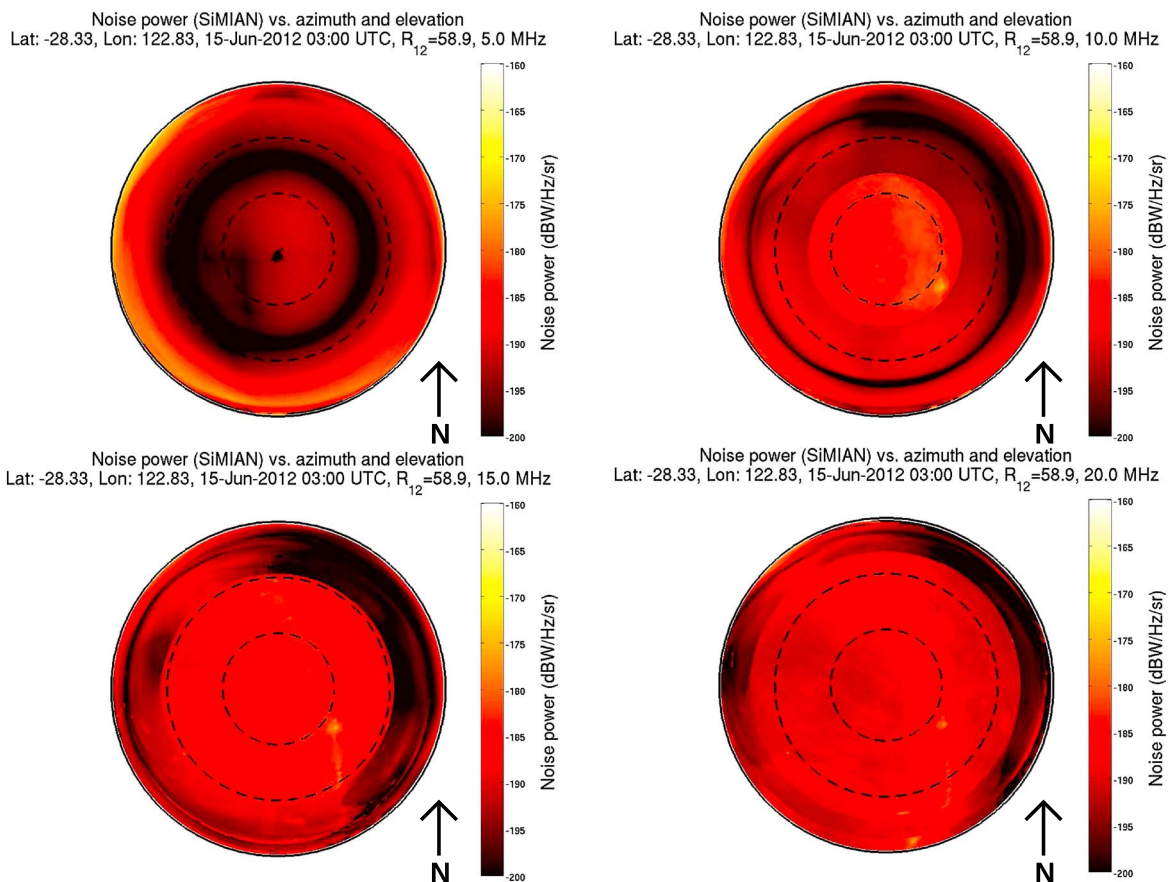 Noise power (SiMIAN) vs. azimuth and elevation
Lat: -28.33, Lon: 122.83, 15-Jun-2012 03:00 UTC, R12=58.9, 5.0 MHz
-160
-165
-170
-175
-180
-185
-190
-195
-200
Noise power (dBW/Hz/sr)
N
Noise power (SiMIAN) vs. azimuth and elevation
Lat: -28.33, Lon: 122.83, 15-Jun-2012 03:00 UTC, R12=58.9, 10.0 MHz
-160
-165
-170
-175
-180
-185
-190
-195
-200
Noise power (dBW/Hz/sr)
N
Noise power (SiMIAN) vs. azimuth and elevation
Lat: -28.33, Lon: 122.83, 15-Jun-2012 03:00 UTC, R12=58.9, 15.0 MHz
-160
-165
-170
-175
-180
-185
-190
-195
-200
Noise power (dBW/Hz/sr)
N
Noise power (SiMIAN) vs. azimuth and elevation
Lat: -28.33, Lon: 122.83, 15-Jun-2012 03:00 UTC, R12=58.9, 20.0 MHz
-160
-165
-170
-175
-180
-185
-190
-195
-200
Noise power (dBW/Hz/sr)
N